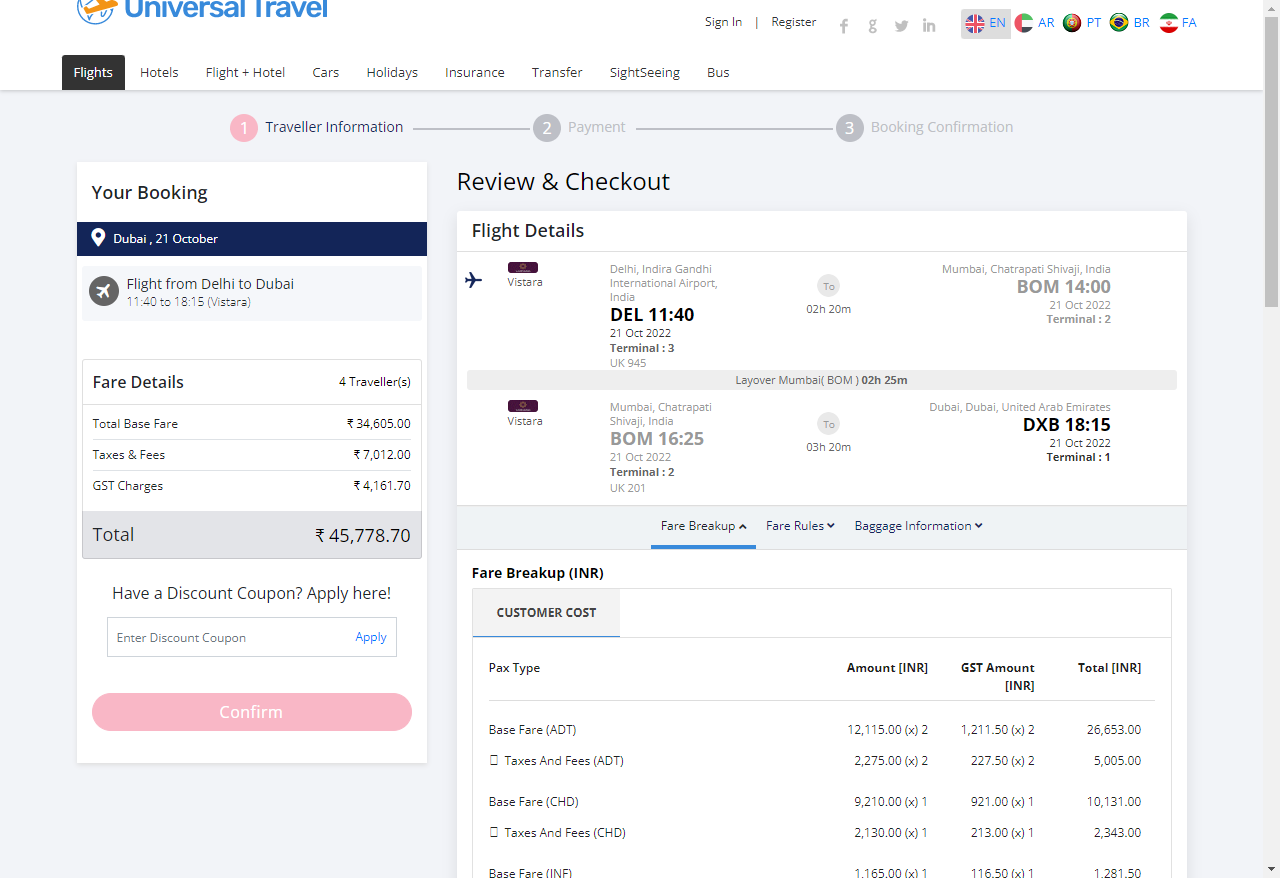 Universal Travel
Sign In | Register
EN AR PT BR FA
Flights Hotels Flight + Hotel Cars Holidays Insurance Transfer SightSeeing Bus
1 Traveller Information 2 Payment 3 Booking Confirmation
Your Booking
Dubai , 21 October
Flight from Delhi to Dubai
11:40 to 18:15 (Vistara)
Fare Details 4 Traveller(s)
Total Base Fare ₹ 34,605.00
Taxes & Fees ₹ 7,012.00
GST Charges ₹ 4,161.70
Total ₹ 45,778.70
Have a Discount Coupon? Apply here!
Enter Discount Coupon Apply
Confirm
Review & Checkout
Flight Details
Vistara
Delhi, Indira Gandhi
International Airport,
India
DEL 11:40
21 Oct 2022
Terminal : 3
UK 945
To
02h 20m
Mumbai, Chatrapati Shivaji, India
BOM 14:00
21 Oct 2022
Terminal : 2
Layover Mumbai( BOM ) 02h 25m
Vistara
Mumbai, Chatrapati
Shivaji, India
BOM 16:25
21 Oct 2022
Terminal : 2
UK 201
To
03h 20m
Dubai, Dubai, United Arab Emirates
DXB 18:15
21 Oct 2022
Terminal : 1
Fare Breakup Fare Rules Baggage Information
Fare Breakup (INR)
CUSTOMER COST
Pax Type Amount [INR] GST Amount [INR] Total [INR]
Base Fare (ADT) 12,115.00 (x) 2 1,211.50 (x) 2 26,653.00
Taxes And Fees (ADT) 2,275.00 (x) 2 227.50 (x) 2 5,005.00
Base Fare (CHD) 9,210.00 (x) 1 921.00 (x) 1 10,131.00
Taxes And Fees (CHD) 2,130.00 (x) 1 213.00 (x) 1 2,343.00
Base Fare (INF) 1,165.00 (x) 1 116.50 (x) 1 1,281.50